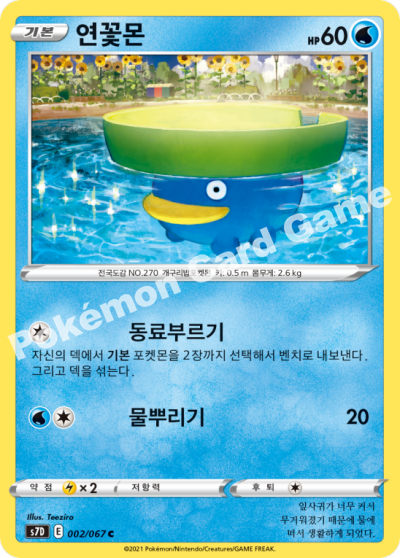 기본 연꽃몬 HP 60
전국도감 NO.270 개구리밥포켓몬 키: 0.5 m 몸무게: 2.6 kg
동료부르기
자신의 덱에서 기본 포켓몬을 2장까지 선택해서 벤치로 내보낸다.
그리고 덱을 섞는다.
물뿌리기 20
약점 ×2 저항력 후퇴
Illus. Teeziro
잎사귀가 너무 커서
무거워졌기 때문에 물에
떠서 생활하게 되었다.
s7D E 002/067 C
©2021 Pokémon/Nintendo/Creatures/GAME FREAK.
Pokémon Card Game